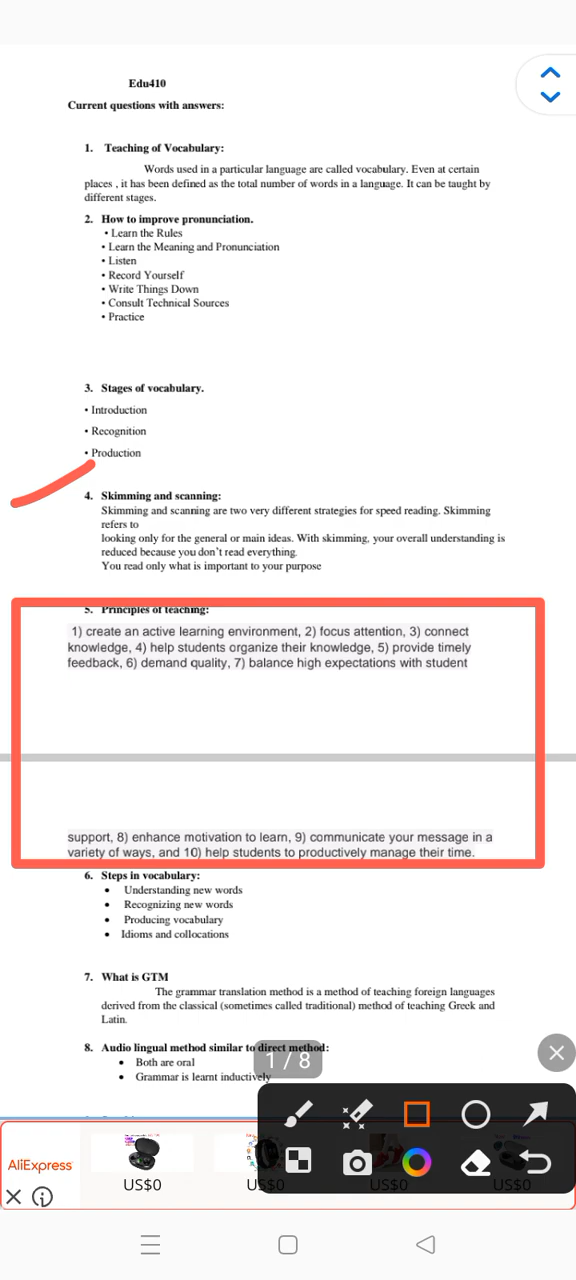 Edu410
Current questions with answers:
1. Teaching of Vocabulary:
Words used in a particular language are called vocabulary. Even at certain
places , it has been defined as the total number of words in a language. It can be taught by
different stages.
2. How to improve pronunciation.
• Learn the Rules
• Learn the Meaning and Pronunciation
• Listen
• Record Yourself
• Write Things Down
• Consult Technical Sources
• Practice
3. Stages of vocabulary.
• Introduction
• Recognition
• Production
4. Skimming and scanning:
Skimming and scanning are two very different strategies for speed reading. Skimming
refers to
looking only for the general or main ideas. With skimming, your overall understanding is
reduced because you don’t read everything.
You read only what is important to your purpose
5. Principles of teaching:
1) create an active learning environment, 2) focus attention, 3) connect
knowledge, 4) help students organize their knowledge, 5) provide timely
feedback, 6) demand quality, 7) balance high expectations with student
support, 8) enhance motivation to learn, 9) communicate your message in a
variety of ways, and 10) help students to productively manage their time.
6. Steps in vocabulary:
• Understanding new words
• Recognizing new words
• Producing vocabulary
• Idioms and collocations
7. What is GTM
The grammar translation method is a method of teaching foreign languages
derived from the classical (sometimes called traditional) method of teaching Greek and
Latin.
8. Audio lingual method similar to direct method:
• Both are oral
• Grammar is learnt inductively
1 / 8
AliExpress
US$0 US$0 US$0 US$0